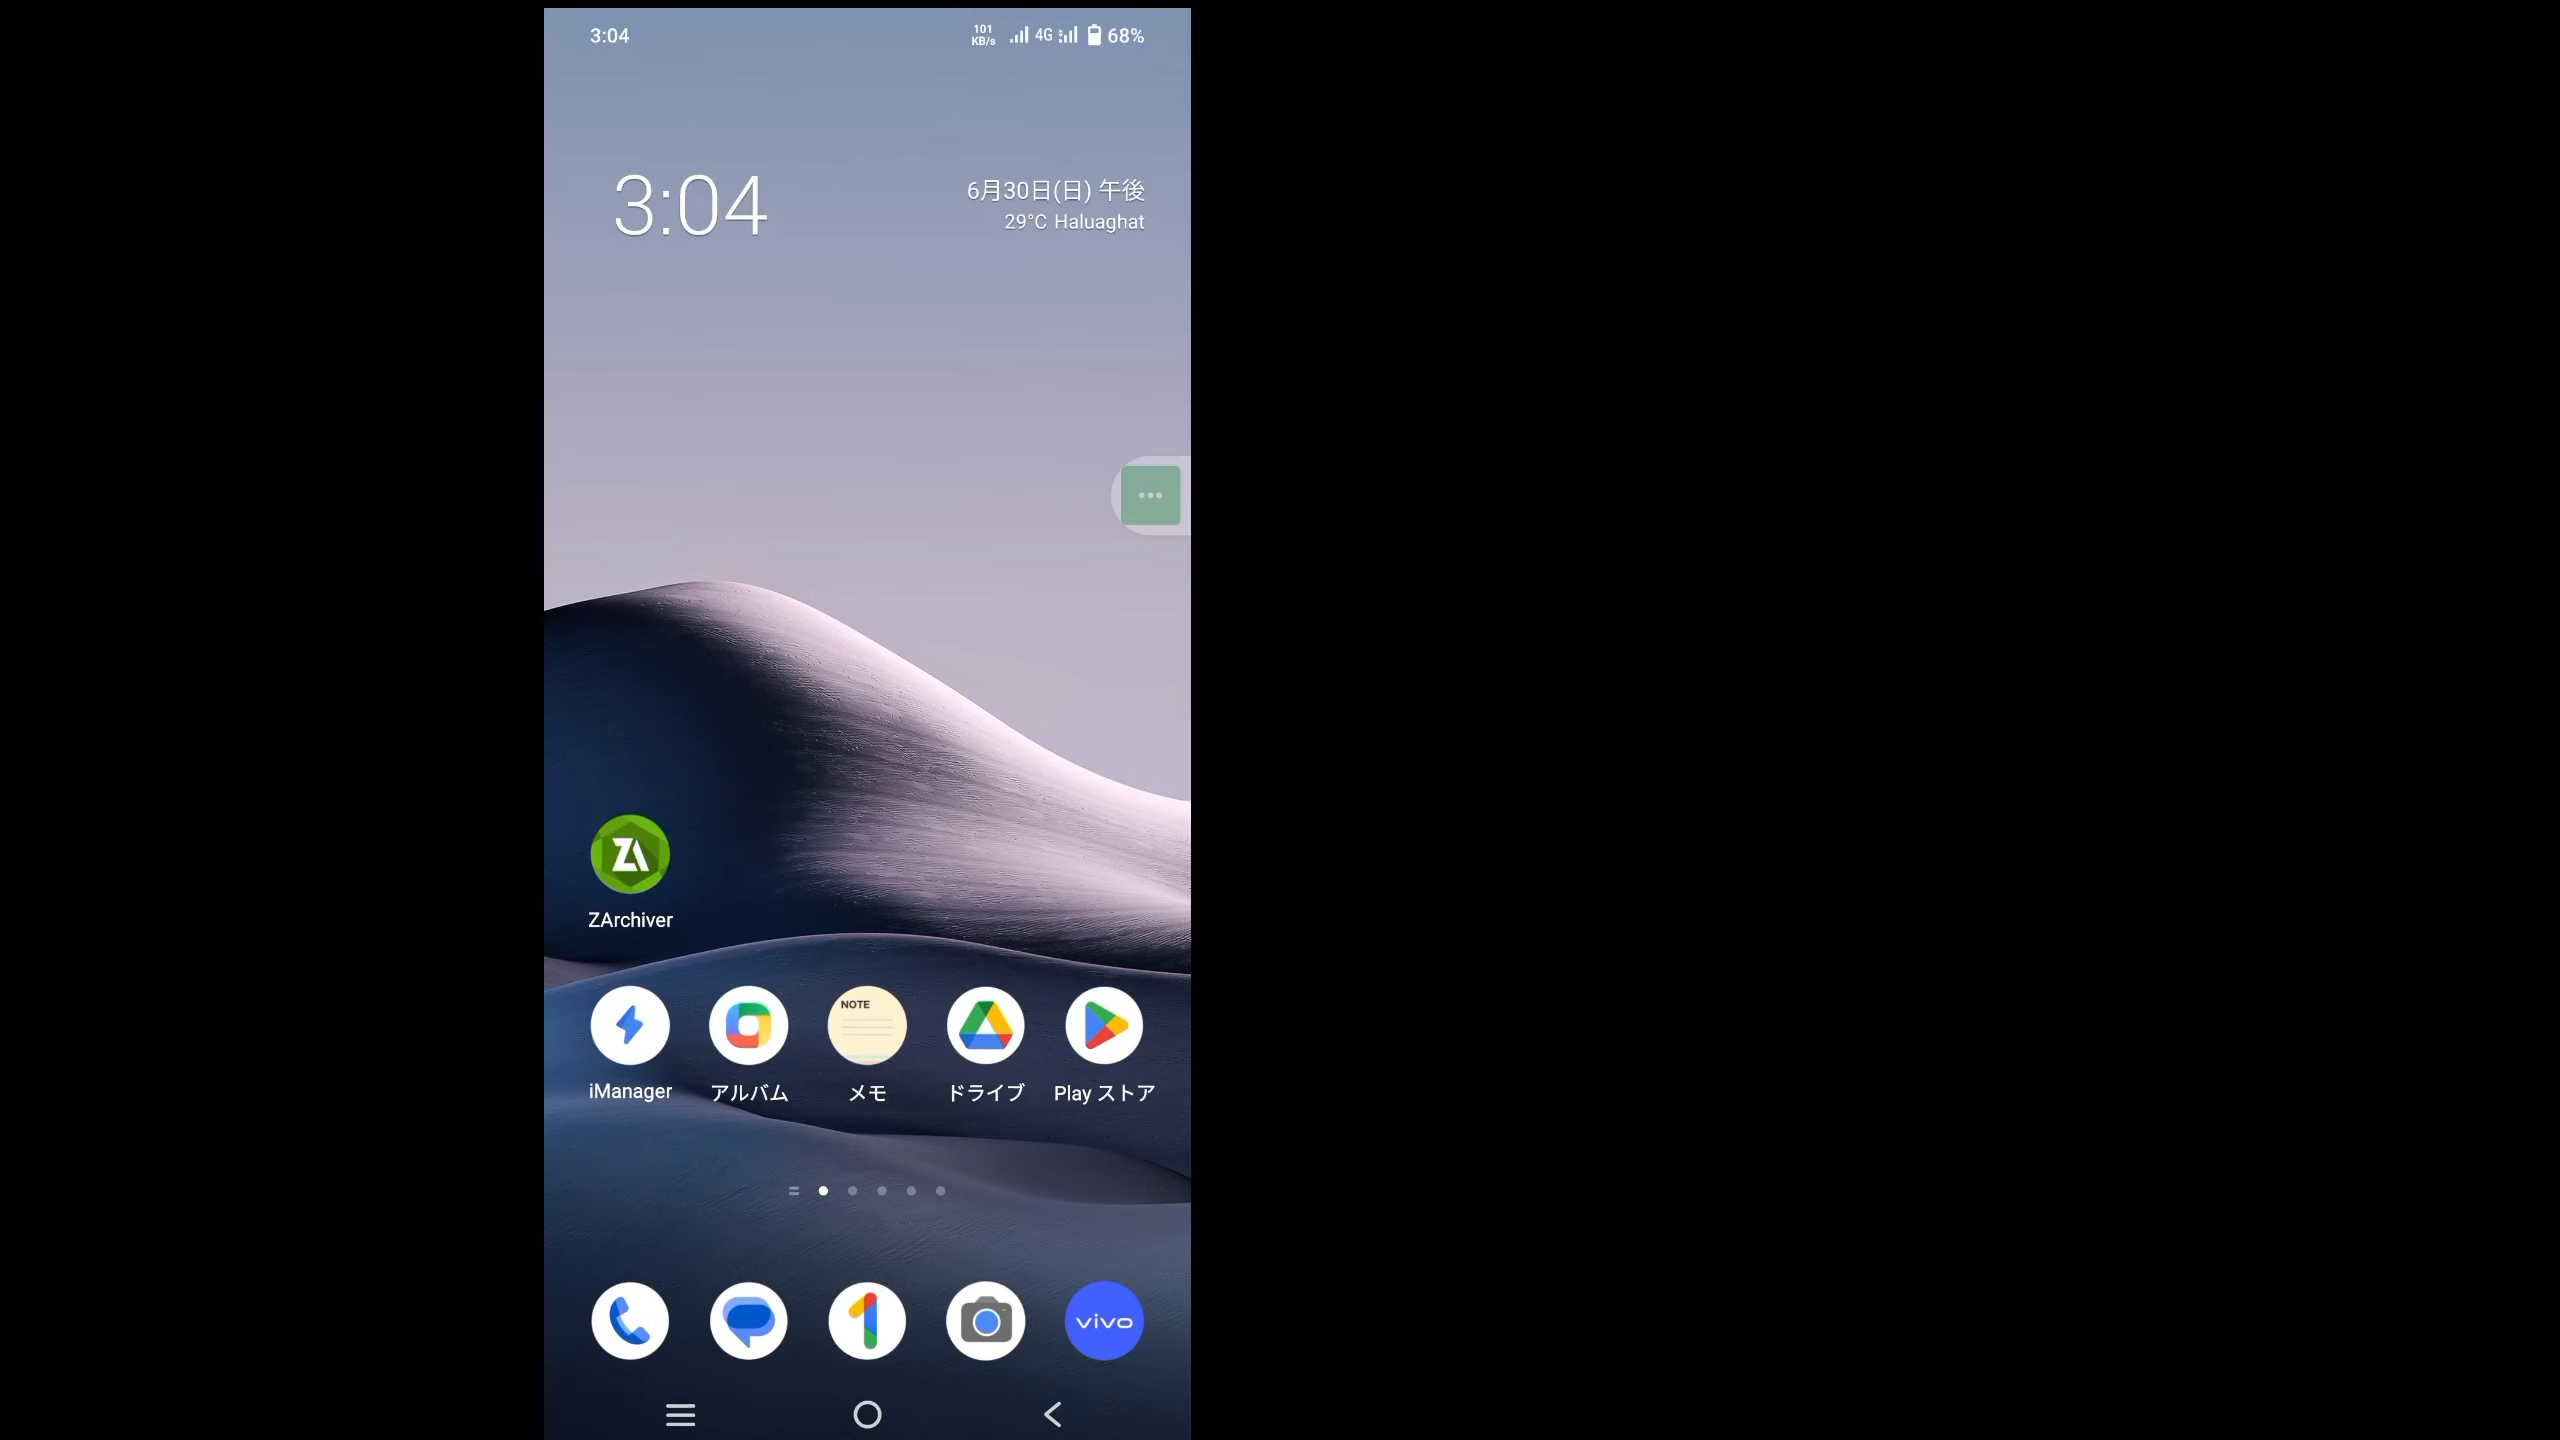 3:04
101
KB/s
4G
68%
3:04
6月30日(日) 午後
29°C Haluaghat
ZA
ZArchiver
NOTE
iManager
アルバム
メモ
ドライブ
Play ストア
vivo